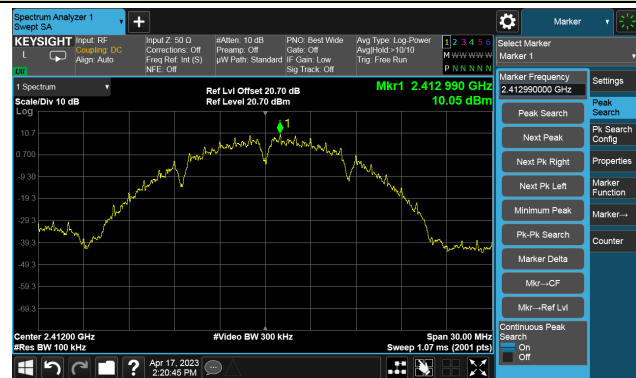 Spectrum Analyzer 1
Swept SA
Marker
KEYSIGHT
L
Input: RF
Coupling: DC
Align: Auto
Input Z: 50 Ω
Corrections: Off
Freq Ref: Int (S)
NFE: Off
#Atten: 10 dB
Preamp: Off
µW Path: Standard
PNO: Best Wide
Gate: Off
IF Gain: Low
Sig Track: Off
Avg Type: Log-Power
Avg|Hold:>10/10
Trig: Free Run
1 2 3 4 5 6
M W W W W W
P N N N N N
Select Marker
Marker 1
1 Spectrum
Scale/Div 10 dB
Log
Ref Lvl Offset 20.70 dB
Ref Level 20.70 dBm
Mkr1 2.412 990 GHz
10.05 dBm
1
10.7
0.700
-9.30
-19.3
-29.3
-39.3
-49.3
-59.3
-69.3
Center 2.41200 GHz
#Res BW 100 kHz
#Video BW 300 kHz
Span 30.00 MHz
Sweep 1.07 ms (2001 pts)
Marker Frequency
2.412990000 GHz
Peak Search
Next Peak
Next Pk Right
Next Pk Left
Minimum Peak
Pk-Pk Search
Marker Delta
Mkr→CF
Mkr→Ref Lvl
Continuous Peak
Search
On
Off
Settings
Peak
Search
Pk Search
Config
Properties
Marker
Function
Marker→
Counter
?
Apr 17, 2023
2:20:45 PM